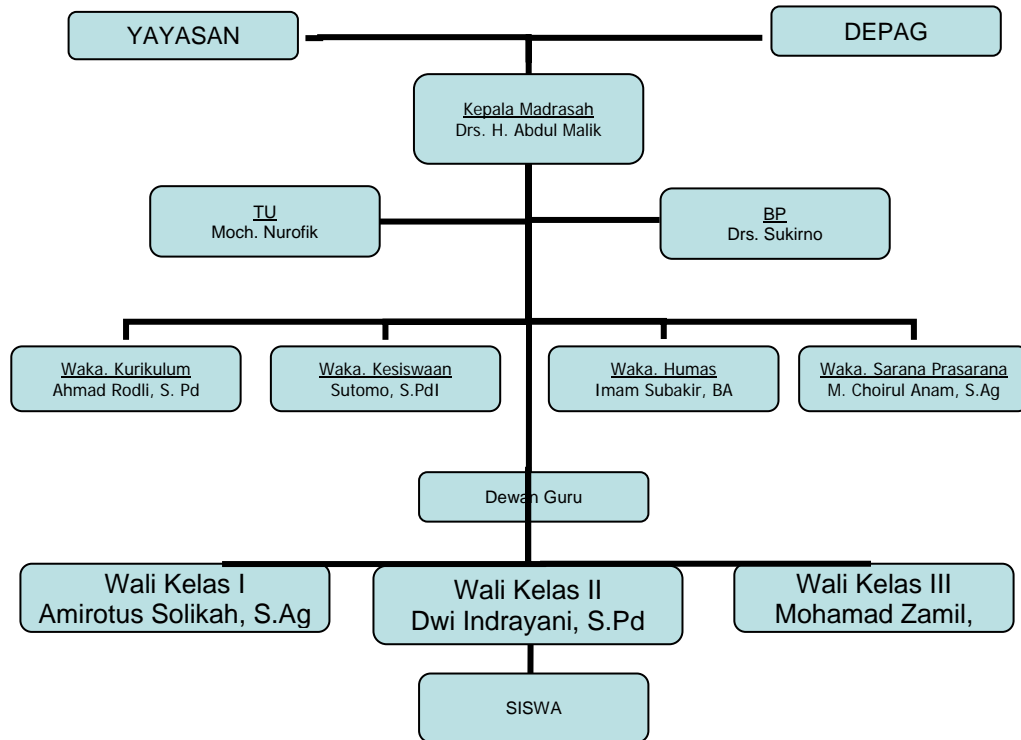 YAYASAN
DEPAG
Kepala Madrasah
Drs. H. Abdul Malik
TU
Moch. Nurofik
BP
Drs. Sukirno
Waka. Kurikulum
Ahmad Rodli, S. Pd
Waka. Kesiswaan
Sutomo, S.PdI
Waka. Humas
Imam Subakir, BA
Waka. Sarana Prasarana
M. Choirul Anam, S.Ag
Dewan Guru
Wali Kelas I
Amirotus Solikah, S.Ag
Wali Kelas II
Dwi Indrayani, S.Pd
Wali Kelas III
Mohamad Zamil,
SISWA